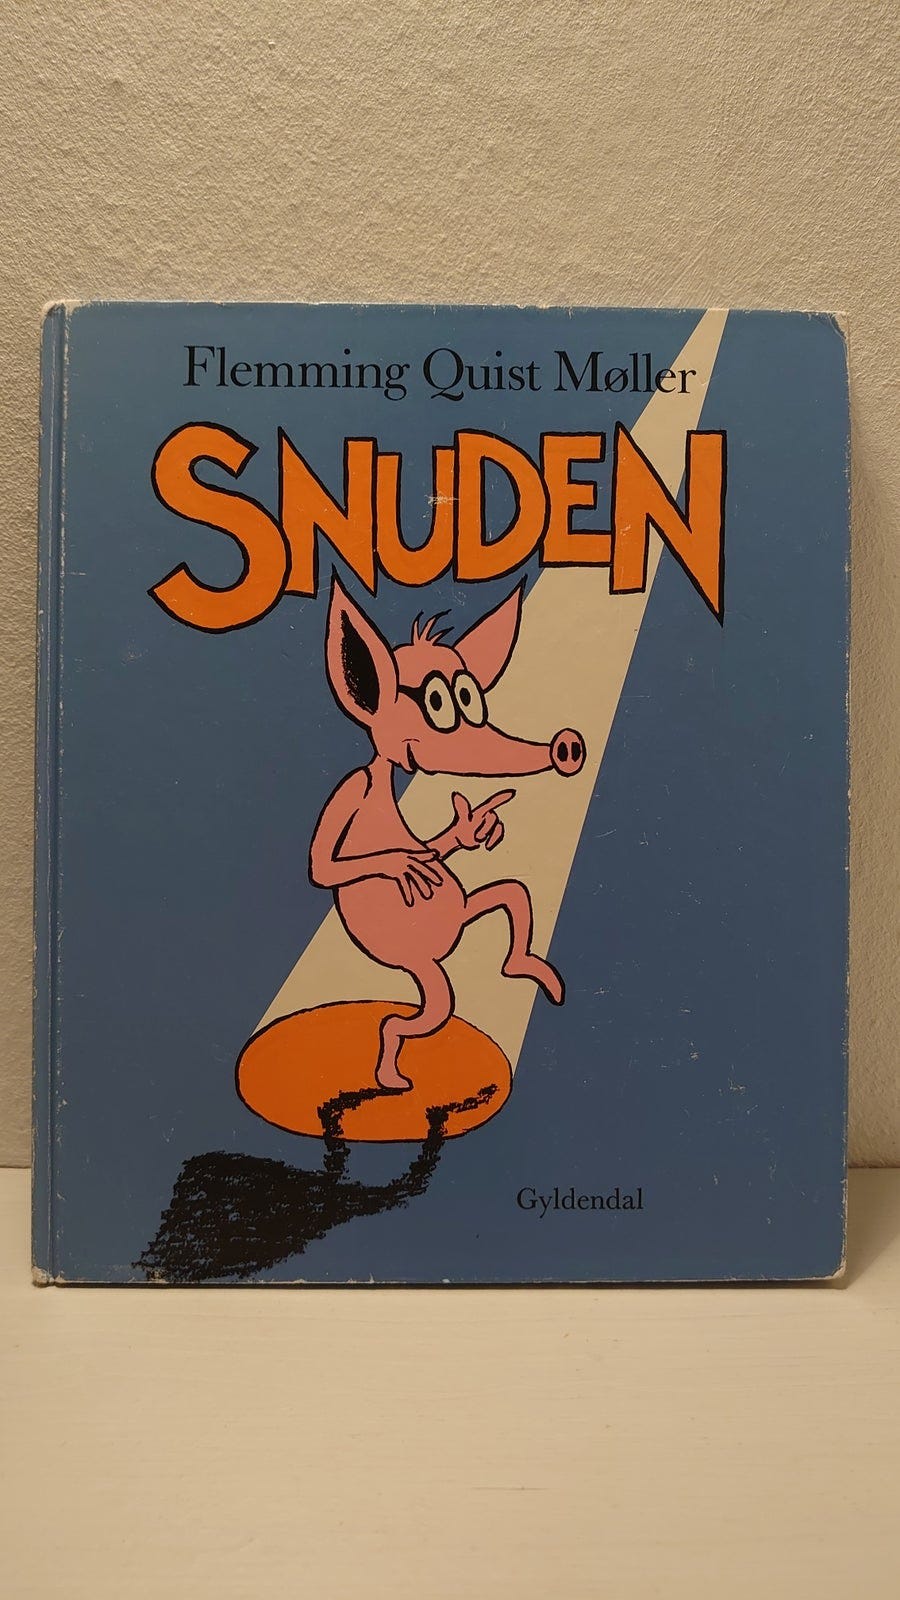 Flemming Quist Møller
SNUDEN
Gyldendal